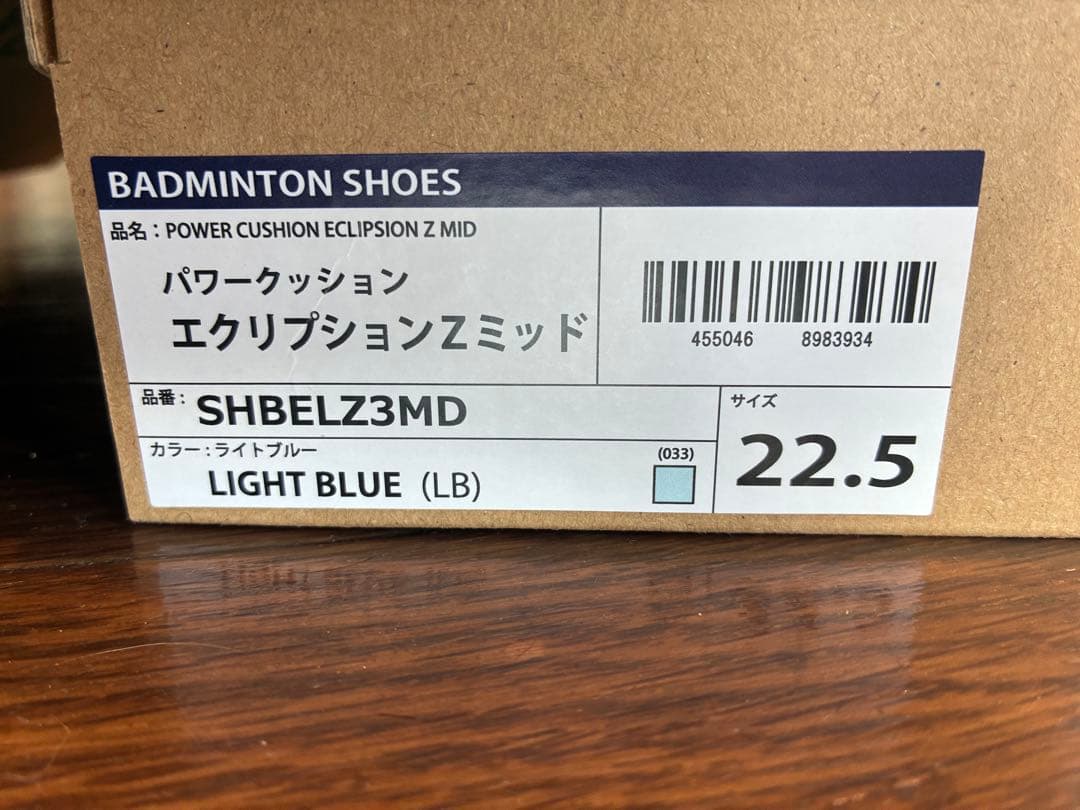 BADMINTON SHOES
品名：POWER CUSHION ECLIPSION Z MID
パワークッション
エクリプションZミッド
455046 8983934
品番：
SHBELZ3MD
カラー：ライトブルー
LIGHT BLUE (LB)
(033)
サイズ
22.5